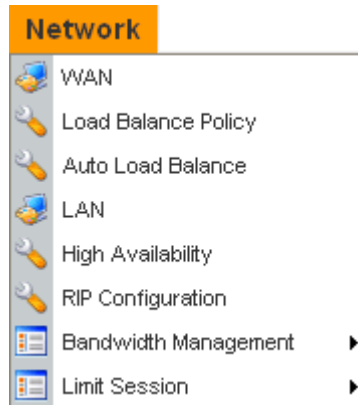 Network
WAN
Load Balance Policy
Auto Load Balance
LAN
High Availability
RIP Configuration
Bandwidth Management
Limit Session